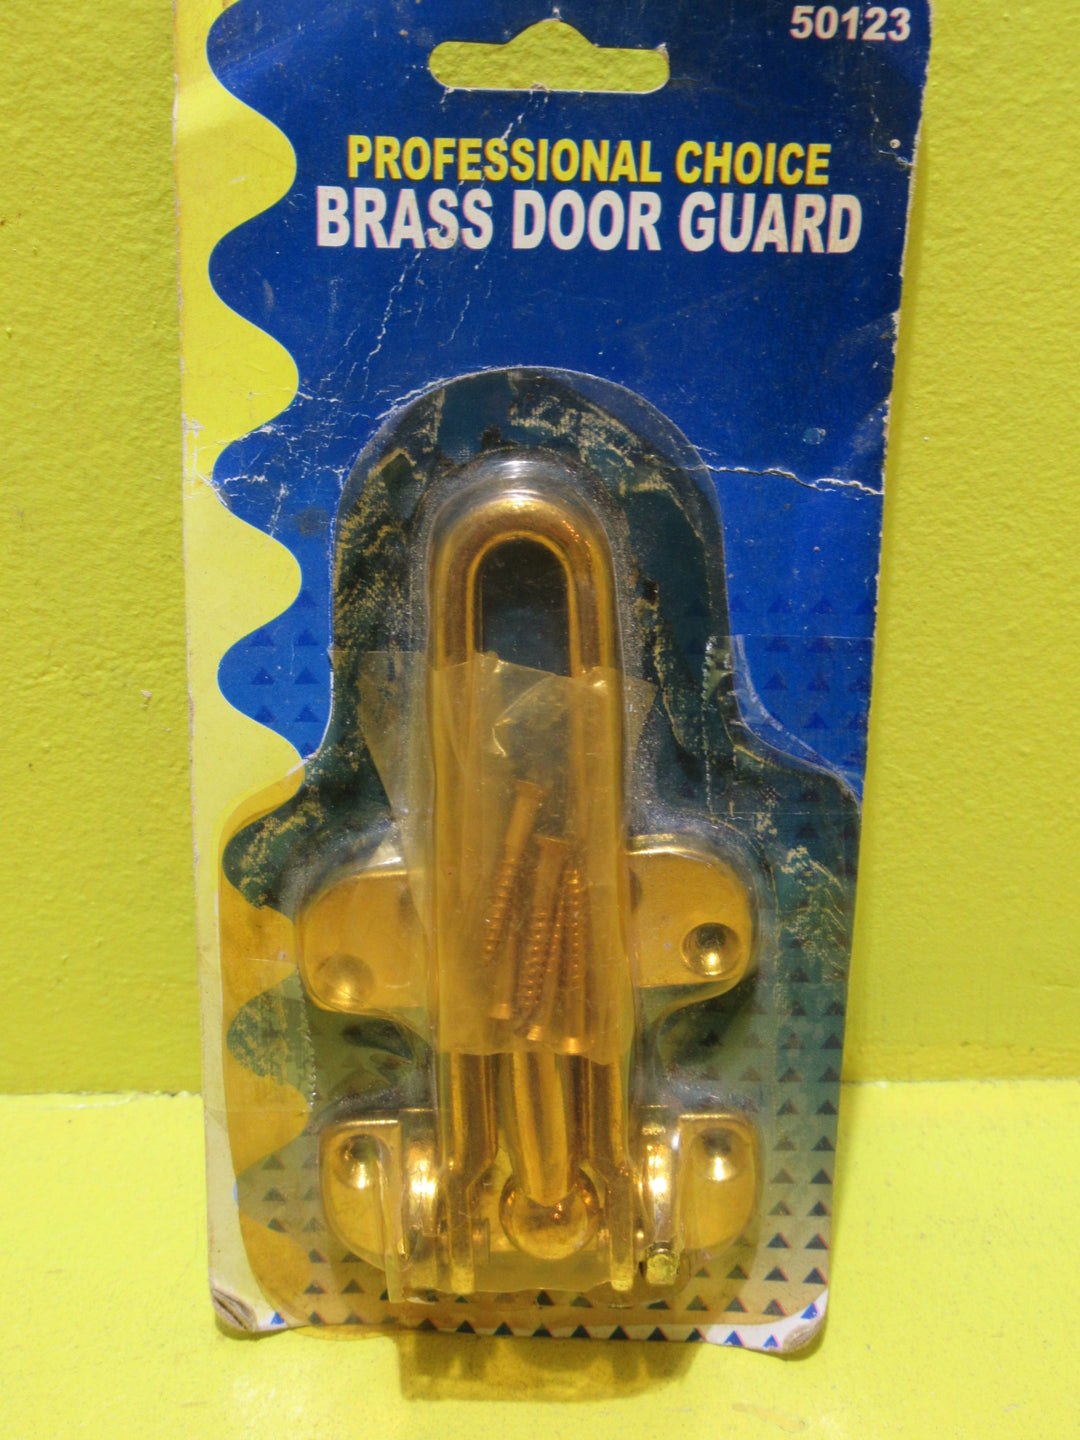 50123
PROFESSIONAL CHOICE
BRASS DOOR GUARD